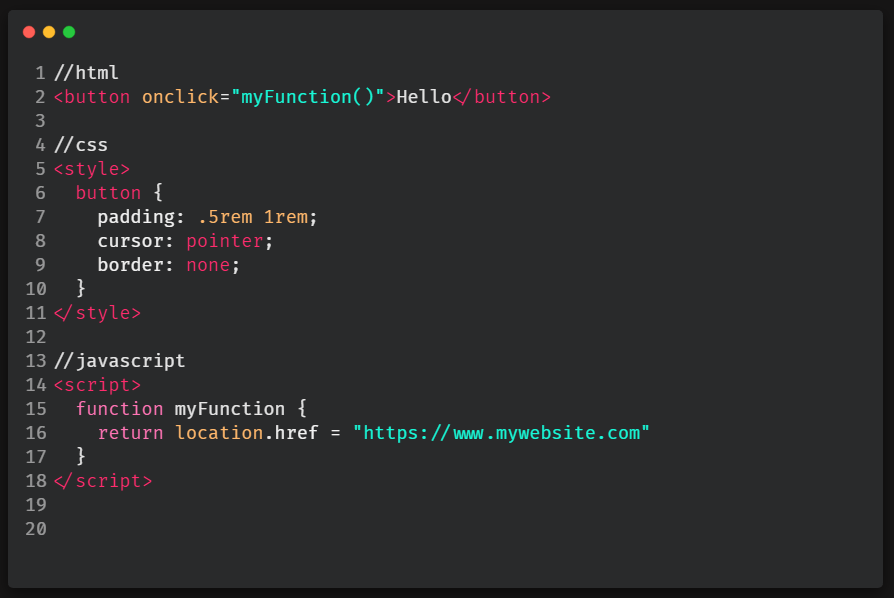 1 //html
2 <button onclick="myFunction()">Hello</button>
3
4 //css
5 <style>
6   button {
7     padding: .5rem 1rem;
8     cursor: pointer;
9     border: none;
10   }
11 </style>
12
13 //javascript
14 <script>
15   function myFunction {
16     return location.href = "https://www.mywebsite.com"
17   }
18 </script>
19
20